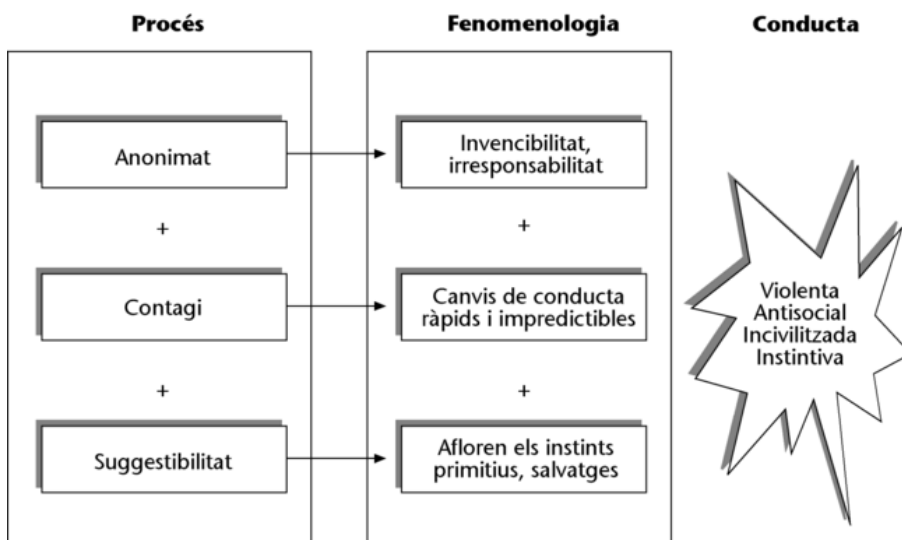 Procés
Fenomenologia
Conducta
Anonimat
Invencibilitat,
irresponsabilitat
+
+
Contagi
Canvis de conducta
ràpids i impredictibles
Violenta
Antisocial
Incivilitzada
Instintiva
+
+
Suggestibilitat
Afloren els instints
primitius, salvatges